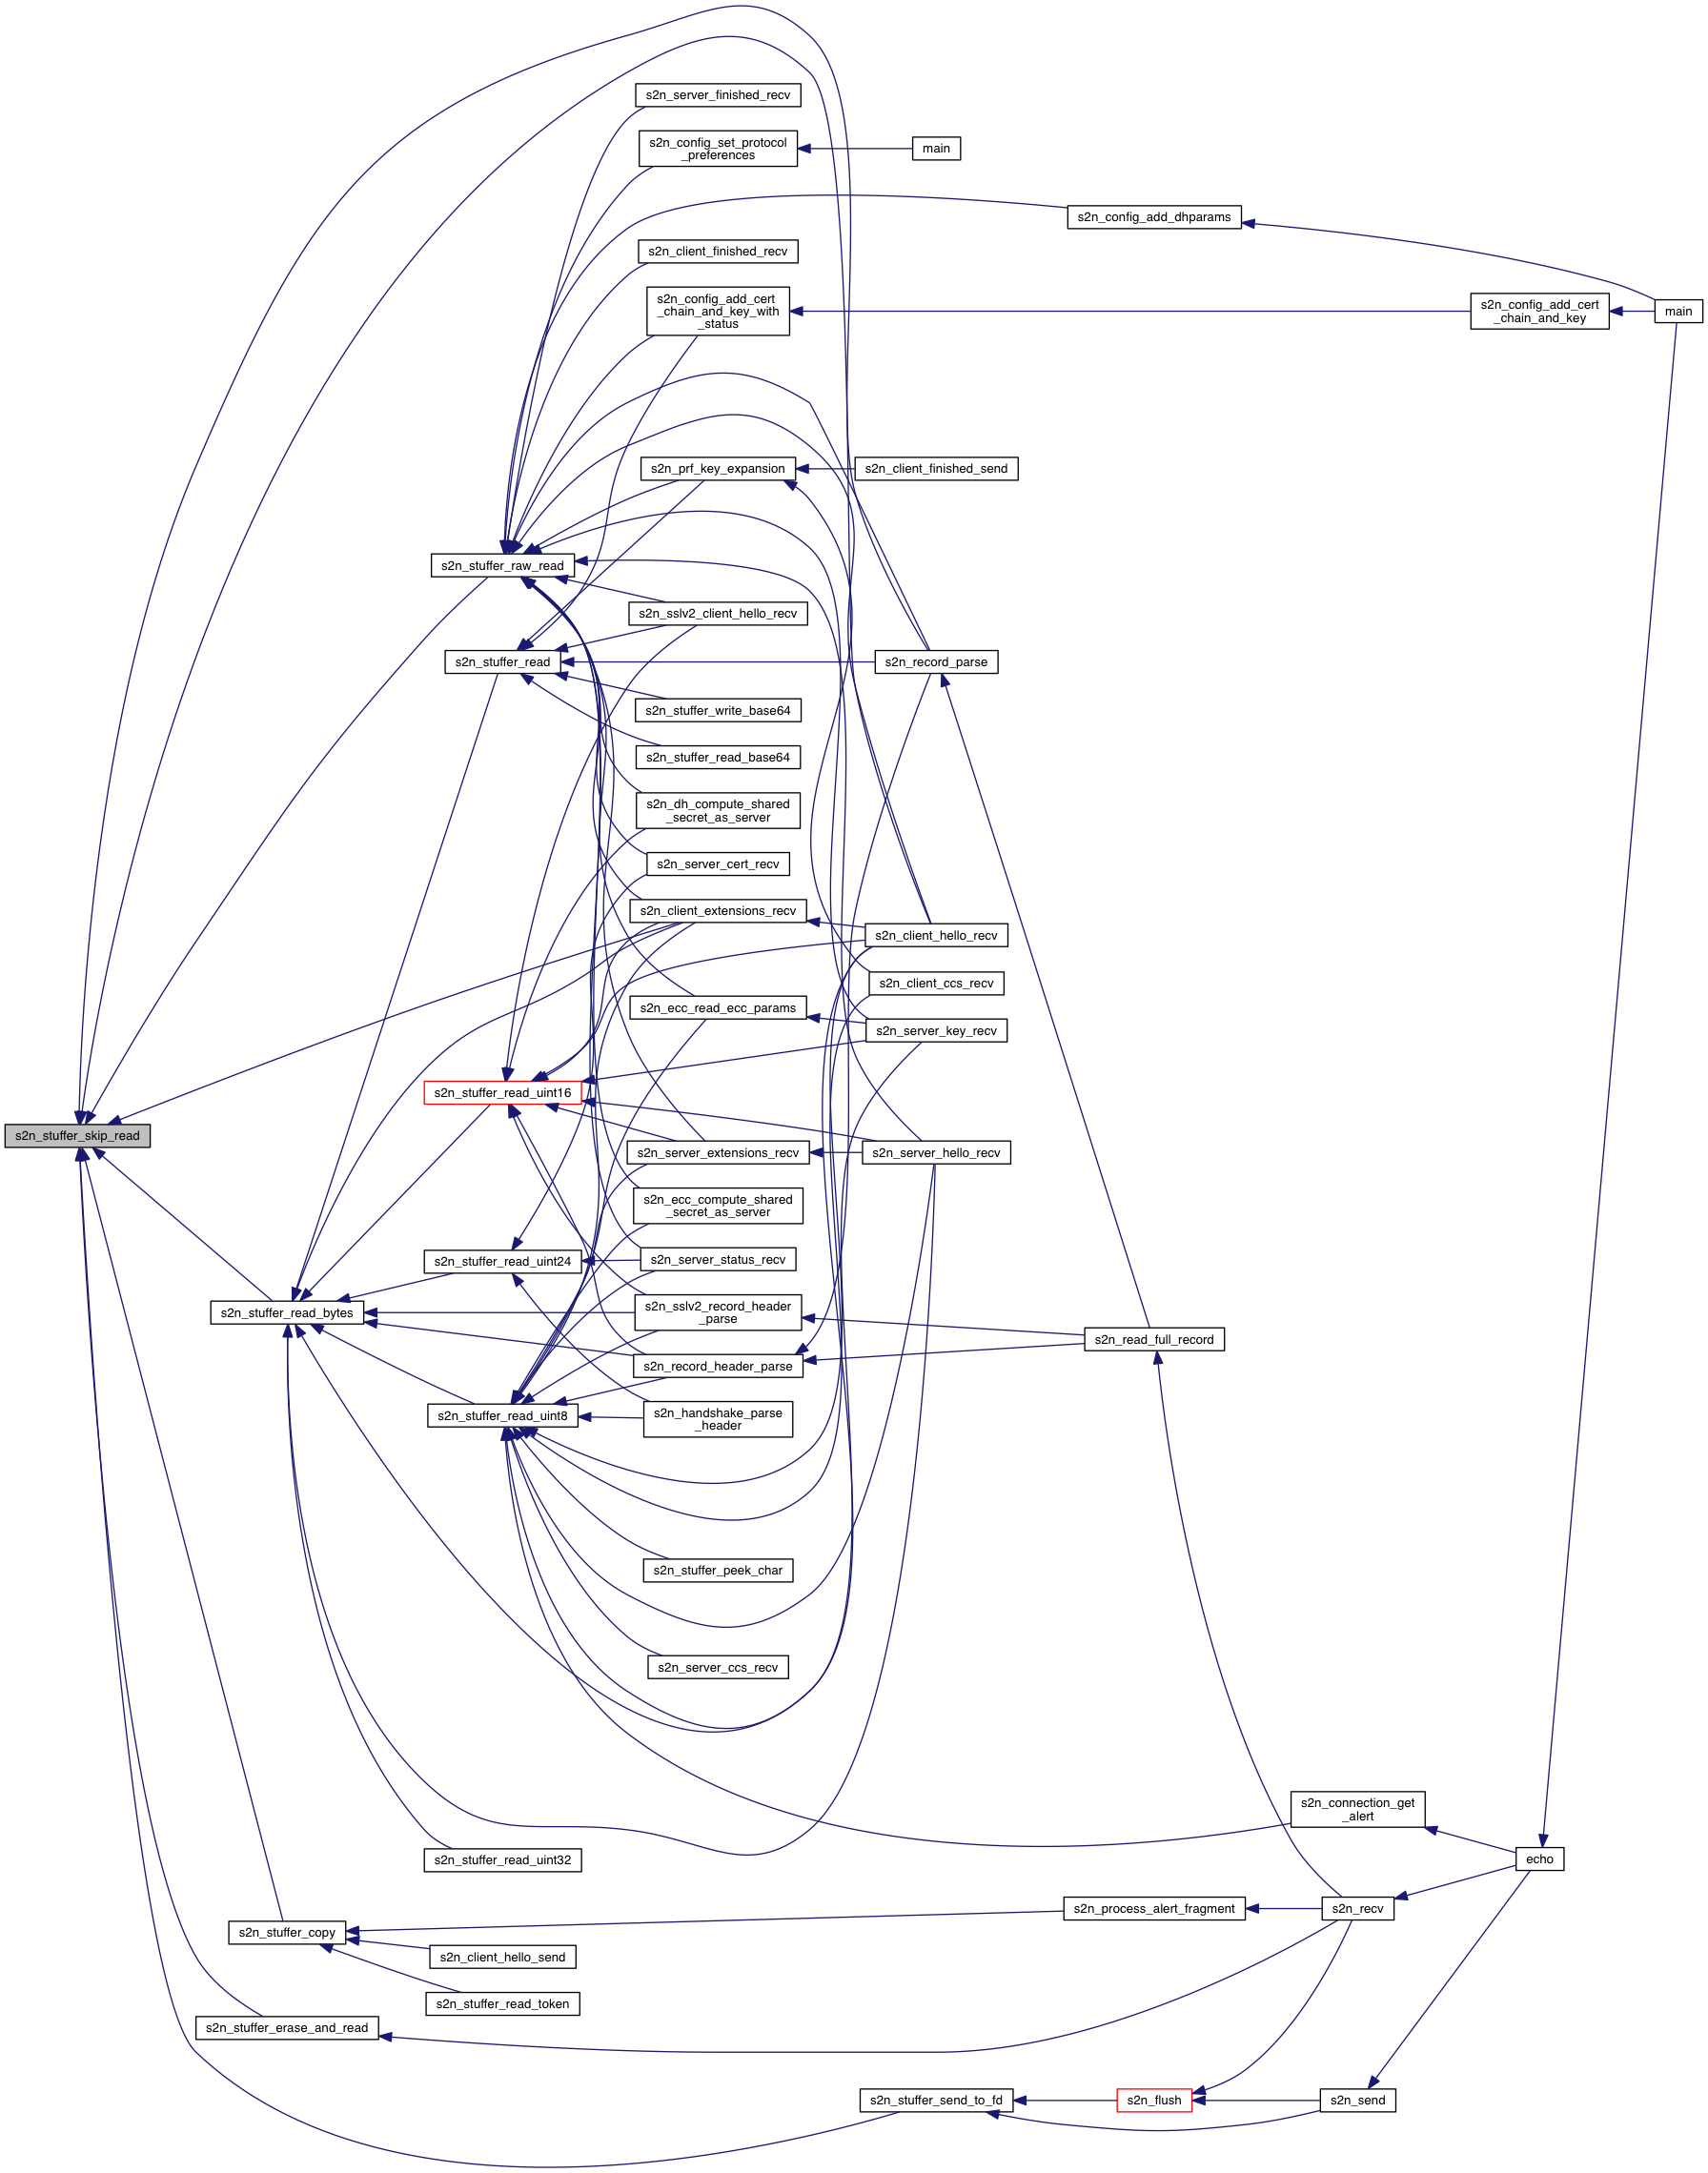 s2n_server_finished_recv
s2n_config_set_protocol
_preferences
main
s2n_config_add_dhparams
s2n_client_finished_recv
s2n_config_add_cert
_chain_and_key_with
_status
s2n_config_add_cert
_chain_and_key
main
s2n_prf_key_expansion
s2n_client_finished_send
s2n_stuffer_raw_read
s2n_sslv2_client_hello_recv
s2n_stuffer_read
s2n_record_parse
s2n_stuffer_write_base64
s2n_stuffer_read_base64
s2n_dh_compute_shared
_secret_as_server
s2n_server_cert_recv
s2n_client_extensions_recv
s2n_client_hello_recv
s2n_client_ccs_recv
s2n_ecc_read_ecc_params
s2n_server_key_recv
s2n_stuffer_read_uint16
s2n_stuffer_skip_read
s2n_server_extensions_recv
s2n_server_hello_recv
s2n_ecc_compute_shared
_secret_as_server
s2n_stuffer_read_uint24
s2n_server_status_recv
s2n_stuffer_read_bytes
s2n_sslv2_record_header
_parse
s2n_read_full_record
s2n_record_header_parse
s2n_stuffer_read_uint8
s2n_handshake_parse
_header
s2n_stuffer_peek_char
s2n_server_ccs_recv
s2n_connection_get
_alert
s2n_stuffer_read_uint32
echo
s2n_process_alert_fragment
s2n_recv
s2n_stuffer_copy
s2n_client_hello_send
s2n_stuffer_read_token
s2n_stuffer_erase_and_read
s2n_stuffer_send_to_fd
s2n_flush
s2n_send